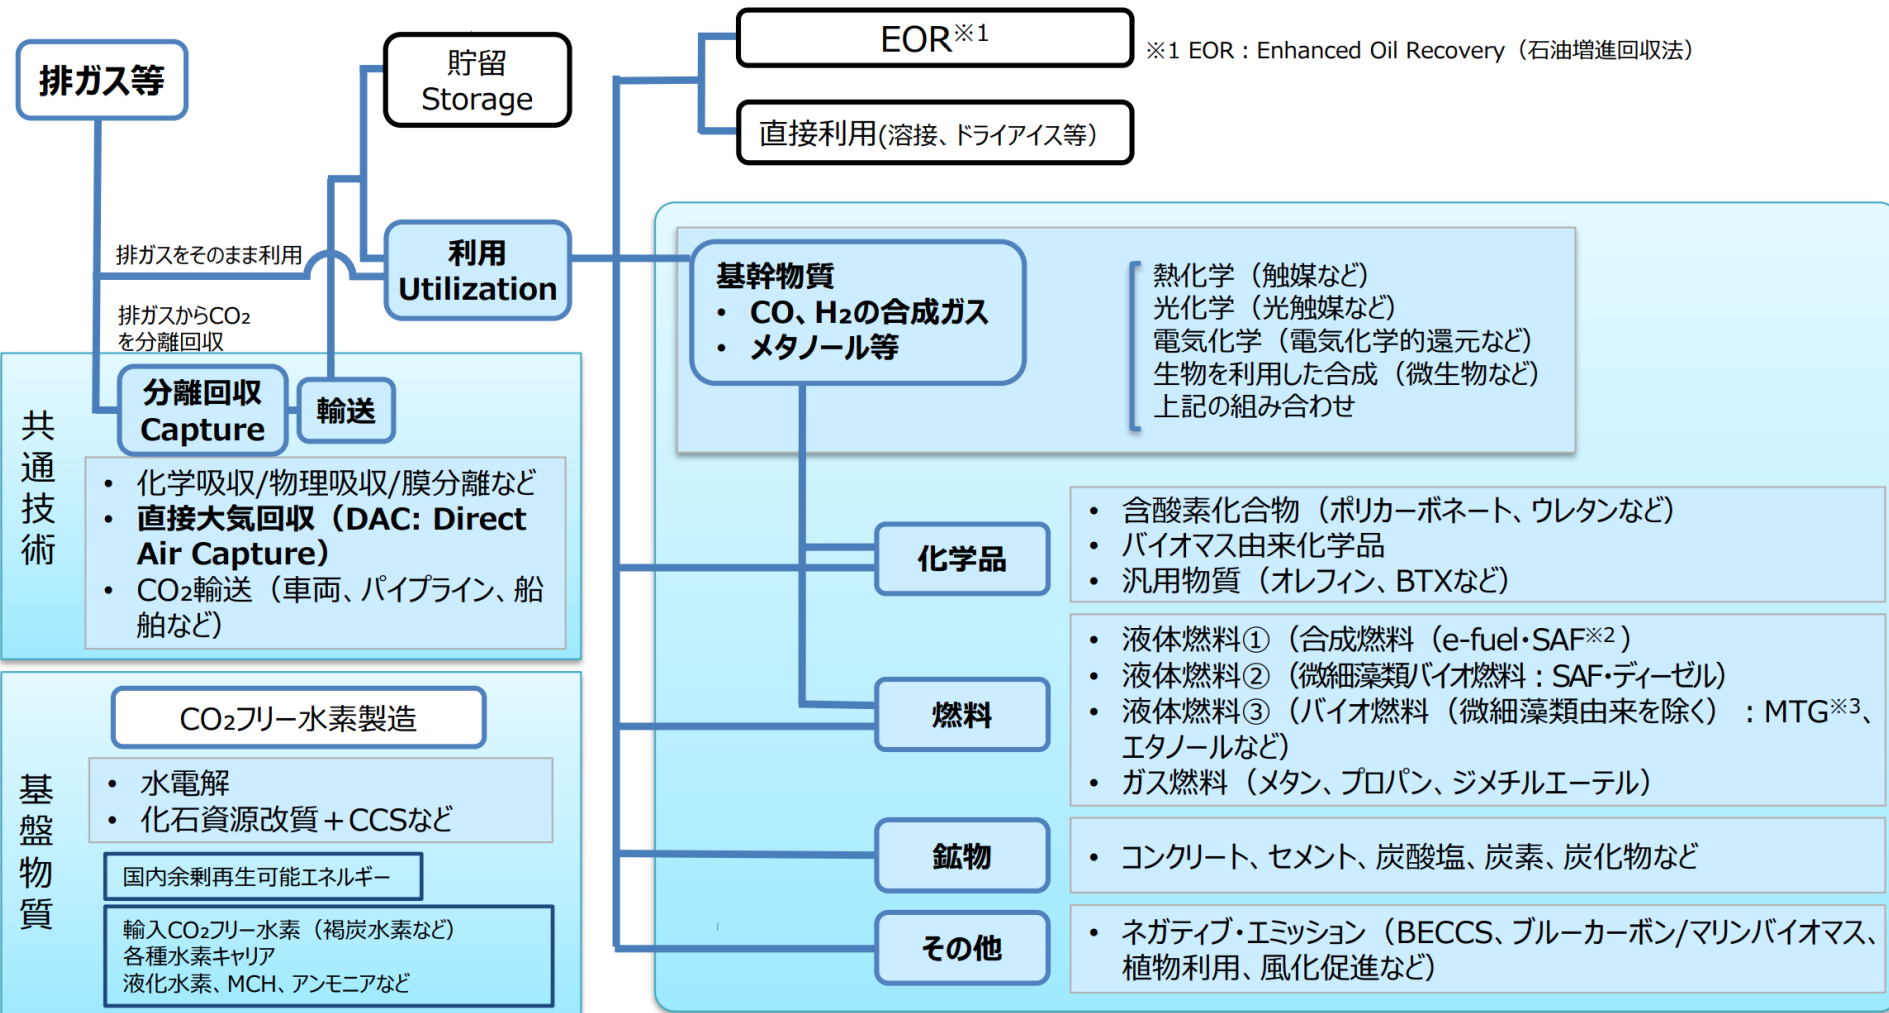 排ガス等
貯留
Storage
EOR※1
※1 EOR：Enhanced Oil Recovery（石油増進回収法）
直接利用(溶接、ドライアイス等）
排ガスをそのまま利用
利用
Utilization
排ガスからCO₂
を分離回収
基幹物質
• CO、H₂の合成ガス
• メタノール等
熱化学（触媒など）
光化学（光触媒など）
電気化学（電気化学的還元など）
生物を利用した合成（微生物など）
上記の組み合わせ
共通技術
分離回収
Capture
輸送
• 化学吸収/物理吸収/膜分離など
• 直接大気回収（DAC: Direct
Air Capture）
• CO₂輸送（車両、パイプライン、船
舶など）
化学品
• 含酸素化合物（ポリカーボネート、ウレタンなど）
• バイオマス由来化学品
• 汎用物質（オレフィン、BTXなど）
燃料
• 液体燃料①（合成燃料（e-fuel・SAF※2）
• 液体燃料②（微細藻類バイオ燃料：SAF・ディーゼル）
• 液体燃料③（バイオ燃料（微細藻類由来を除く）：MTG※3、
エタノールなど）
• ガス燃料（メタン、プロパン、ジメチルエーテル）
鉱物
• コンクリート、セメント、炭酸塩、炭素、炭化物など
その他
• ネガティブ・エミッション（BECCS、ブルーカーボン/マリンバイオマス、
植物利用、風化促進など）
基盤物質
CO₂フリー水素製造
• 水電解
• 化石資源改質＋CCSなど
国内余剰再生可能エネルギー
輸入CO₂フリー水素（褐炭水素など）
各種水素キャリア
液化水素、MCH、アンモニアなど